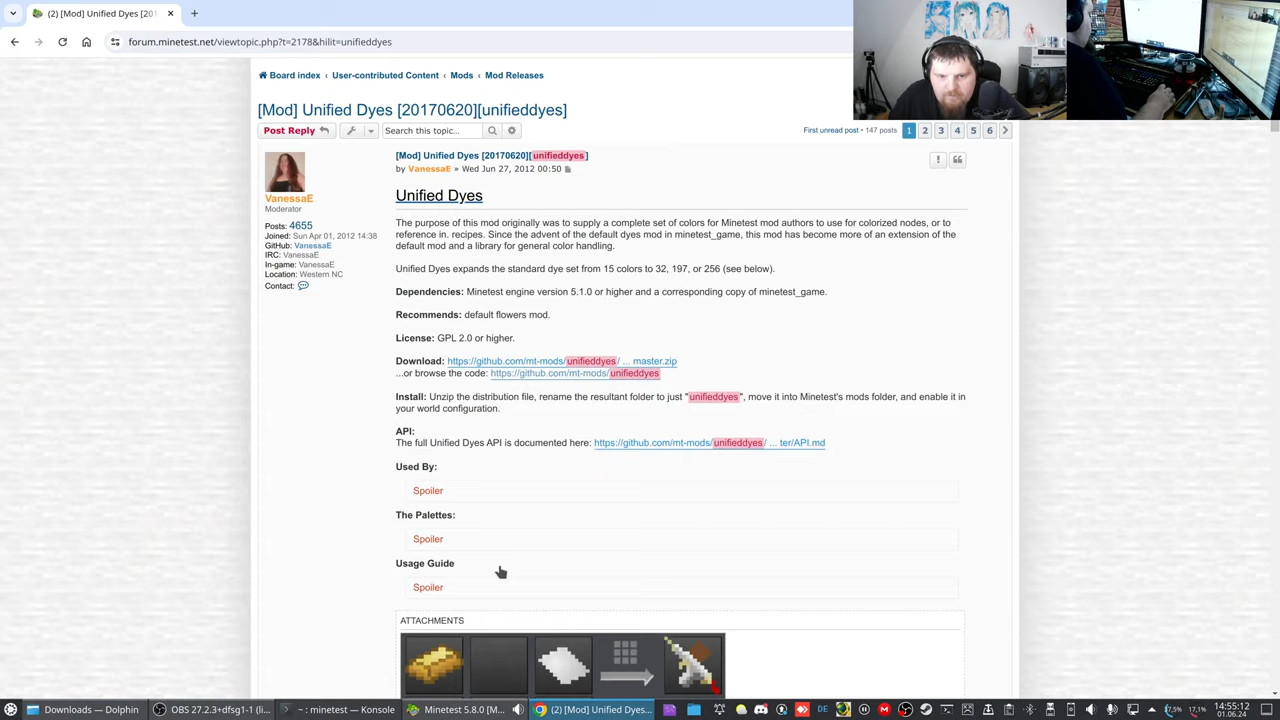 (2) [Mod] Unified Dyes [201
forum.minetest.net/viewtopic.php?t=2178&hilit=unifieddyes
Board index ‹ User-contributed Content ‹ Mods ‹ Mod Releases
[Mod] Unified Dyes [20170620][unifieddyes]
Post Reply
Search this topic…
First unread post • 147 posts 1 2 3 4 5 6
[Mod] Unified Dyes [20170620][unifieddyes]
by VanessaE » Wed Jun 27, 2012 00:50
VanessaE
Moderator
Posts: 4655
Joined: Sun Apr 01, 2012 14:38
GitHub: VanessaE
IRC: VanessaE
In-game: VanessaE
Location: Western NC
Contact:
Unified Dyes
The purpose of this mod originally was to supply a complete set of colors for Minetest mod authors to use for colorized nodes, or to
reference in. recipes. Since the advent of the default dyes mod in minetest_game, this mod has become more of an extension of the
default mod and a library for general color handling.
Unified Dyes expands the standard dye set from 15 colors to 32, 197, or 256 (see below).
Dependencies: Minetest engine version 5.1.0 or higher and a corresponding copy of minetest_game.
Recommends: default flowers mod.
License: GPL 2.0 or higher.
Download: https://github.com/mt-mods/unifieddyes/ ... master.zip
...or browse the code: https://github.com/mt-mods/unifieddyes
Install: Unzip the distribution file, rename the resultant folder to just "unifieddyes", move it into Minetest's mods folder, and enable it in
your world configuration.
API:
The full Unified Dyes API is documented here: https://github.com/mt-mods/unifieddyes/ ... ter/API.md
Used By:
Spoiler
The Palettes:
Spoiler
Usage Guide
Spoiler
ATTACHMENTS
Downloads — Dolphin
OBS 27.2.3+dfsg1-1 (li...
~ : minetest — Konsole
Minetest 5.8.0 [M...
(2) [Mod] Unified Dyes...
DE
17,5%
17,1%
14:55:12
01.06.24